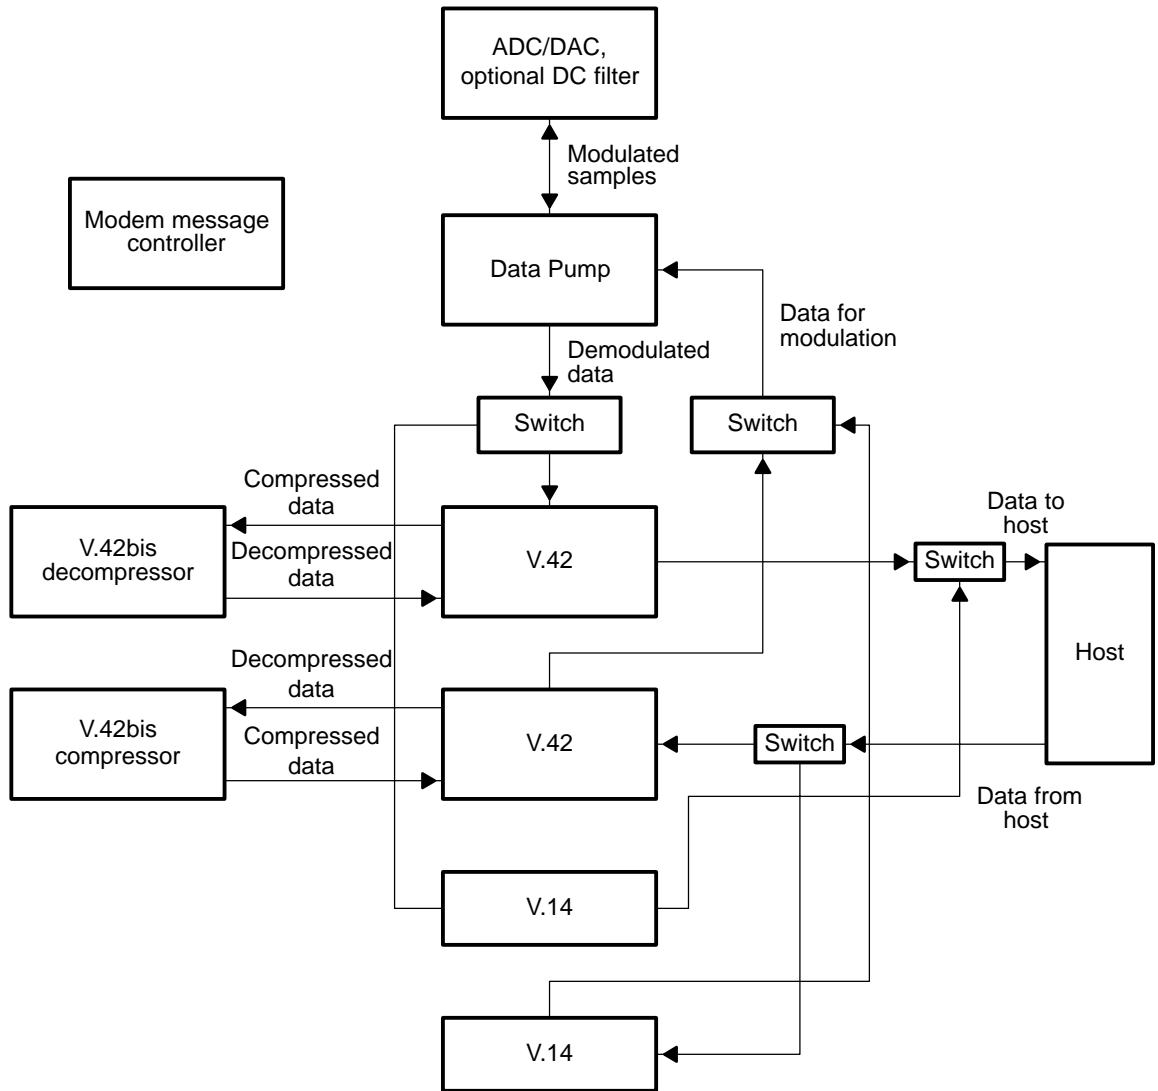 ADC/DAC,
optional DC filter
Modulated
samples
Modem message
controller
Data Pump
Data for
modulation
Demodulated
data
Switch
Switch
Compressed
data
Data to
host
V.42bis
decompressor
Decompressed
data
V.42
Switch
Host
Decompressed
data
V.42bis
compressor
Compressed
data
V.42
Switch
Data from
host
V.14
V.14